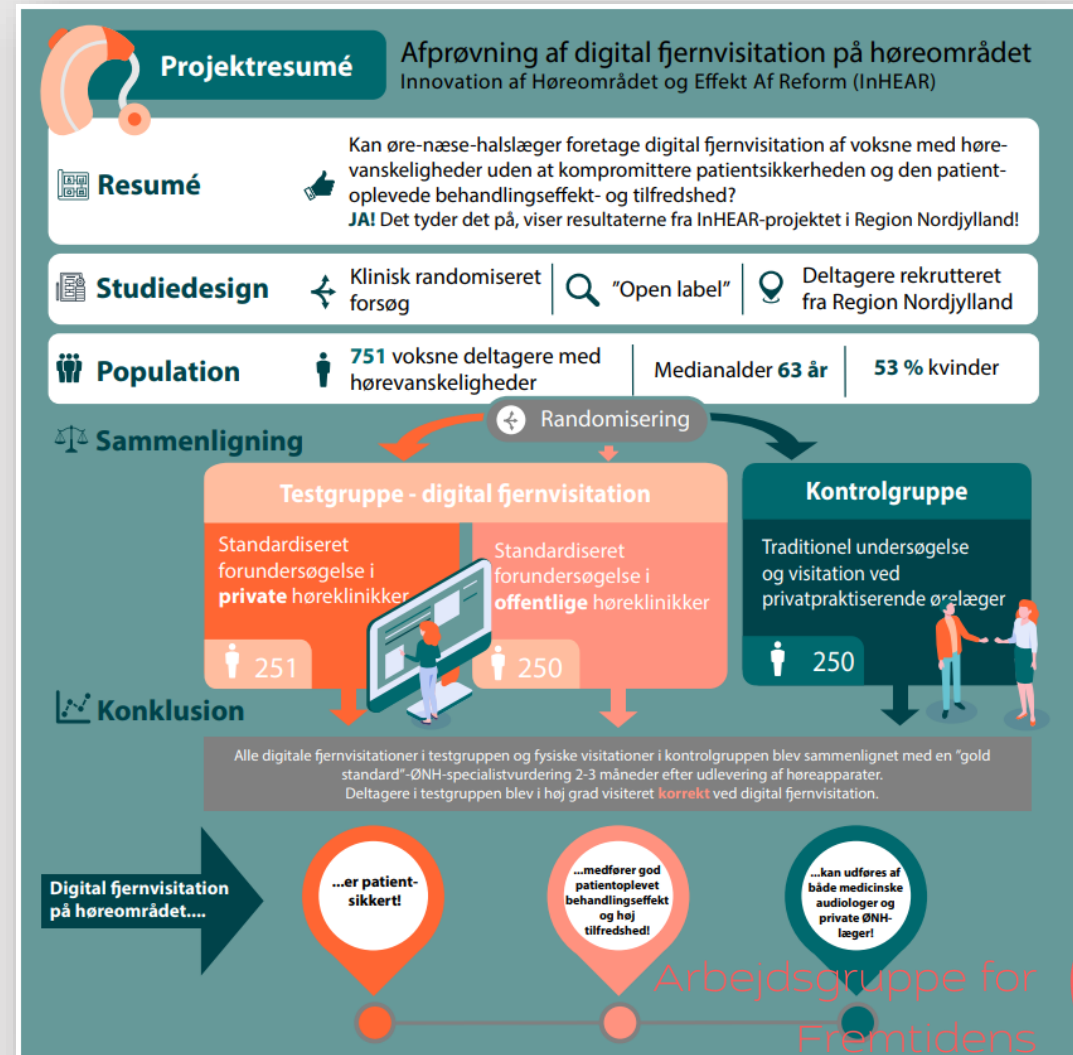 Projektresumé
Afprøvning af digital fjernvisitation på høreområdet
Innovation af Høreområdet og Effekt Af Reform (InHEAR)
Resumé
Kan øre-næse-halslæger foretage digital fjernvisitation af voksne med høre-
vanskeligheder uden at kompromittere patientsikkerheden og den patient-
oplevede behandlingseffekt- og tilfredshed?
JA! Det tyder det på, viser resultaterne fra InHEAR-projektet i Region Nordjylland!
Studiedesign
Klinisk randomiseret
forsøg
"Open label"
Deltagere rekrutteret
fra Region Nordjylland
Population
751 voksne deltagere med
hørevanskeligheder
Medianalder 63 år
53 % kvinder
Randomisering
Sammenligning
Testgruppe - digital fjernvisitation
Standardiseret
forundersøgelse i
private høreklinikker
251
Standardiseret
forundersøgelse i
offentlige høreklinikker
250
Kontrolgruppe
Traditionel undersøgelse
og visitation ved
privatpraktiserende ørelæger
250
Konklusion
Alle digitale fjernvisitationer i testgruppen og fysiske visitationer i kontrolgruppen blev sammenlignet med en "gold
standard"-ØNH-specialistvurdering 2-3 måneder efter udlevering af høreapparater.
Deltagere i testgruppen blev i høj grad visiteret korrekt ved digital fjernvisitation.
Digital fjernvisitation
på høreområdet....
...er patient-
sikkert!
...medfører god
patientoplevet
behandlingseffekt
og høj
tilfredshed!
...kan udføres af
både medicinske
audiologer og
private ØNH-
læger!
Arbejdsgruppe for
Fremtidens